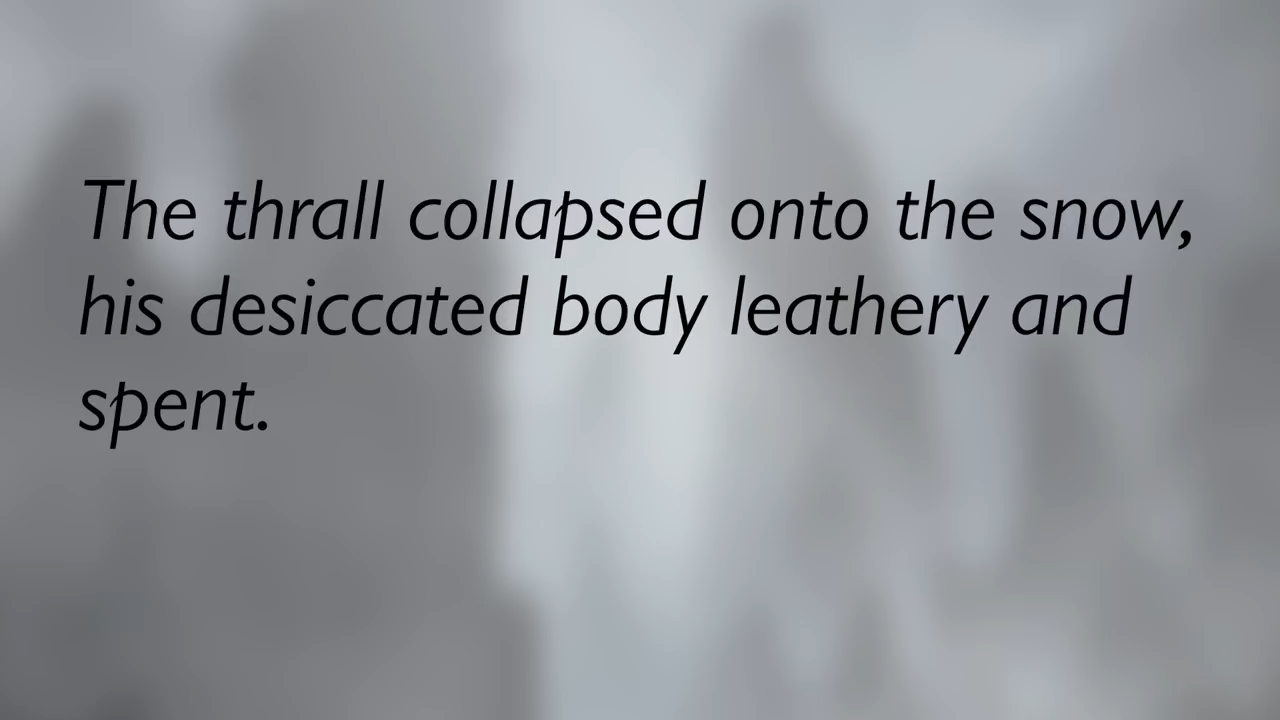 The thrall collapsed onto the snow,
his desiccated body leathery and
spent.